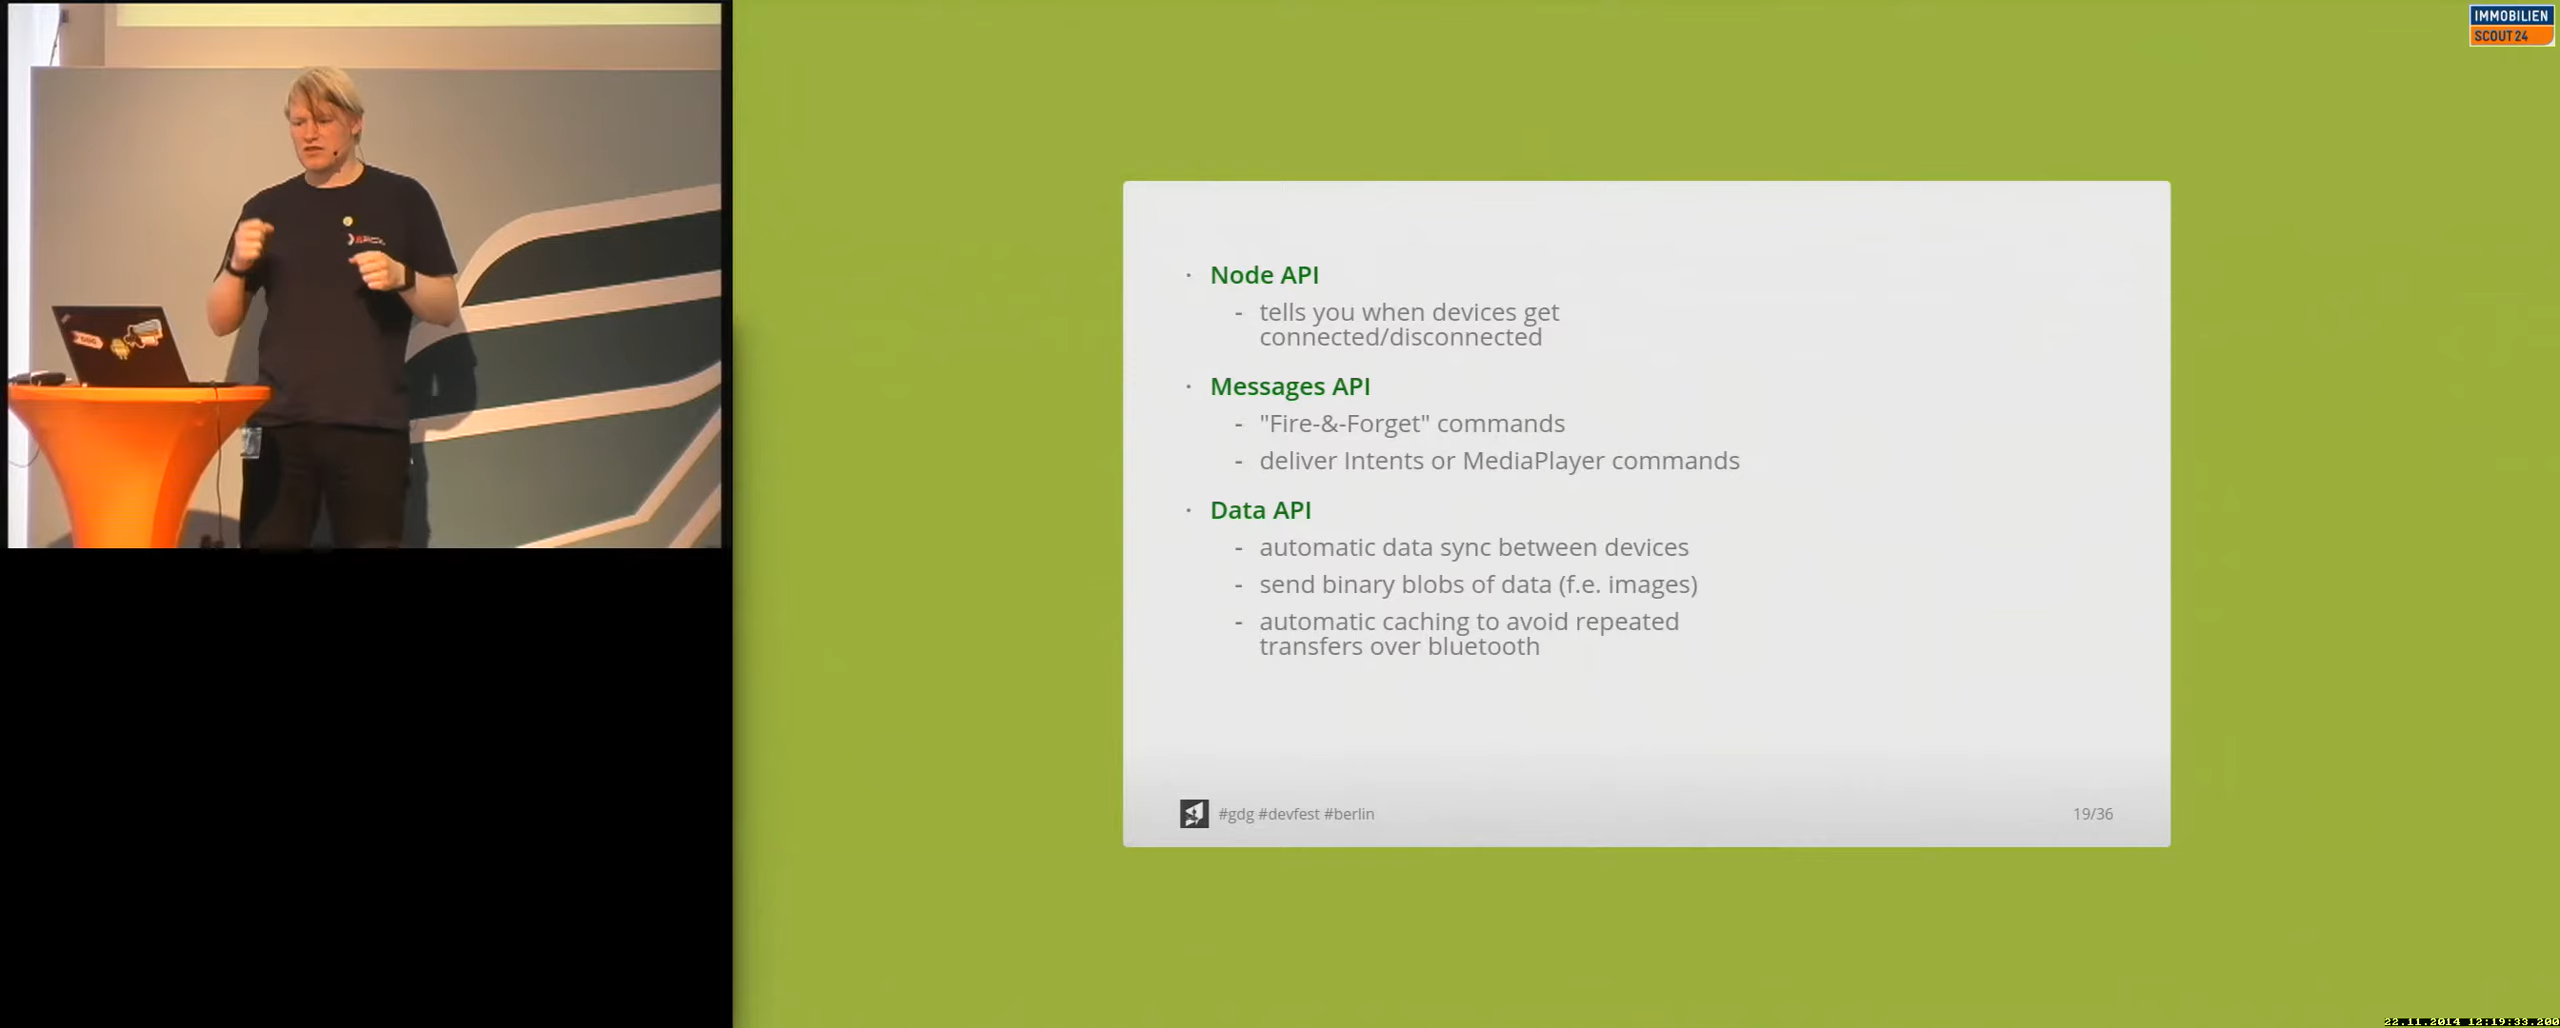 IMMOBILIEN
SCOUT24
· Node API
- tells you when devices get
connected/disconnected
· Messages API
- "Fire-&-Forget" commands
- deliver Intents or MediaPlayer commands
· Data API
- automatic data sync between devices
- send binary blobs of data (f.e. images)
- automatic caching to avoid repeated
transfers over bluetooth
#gdg #devfest #berlin
19/36
22.11.2014 12:19:33.200